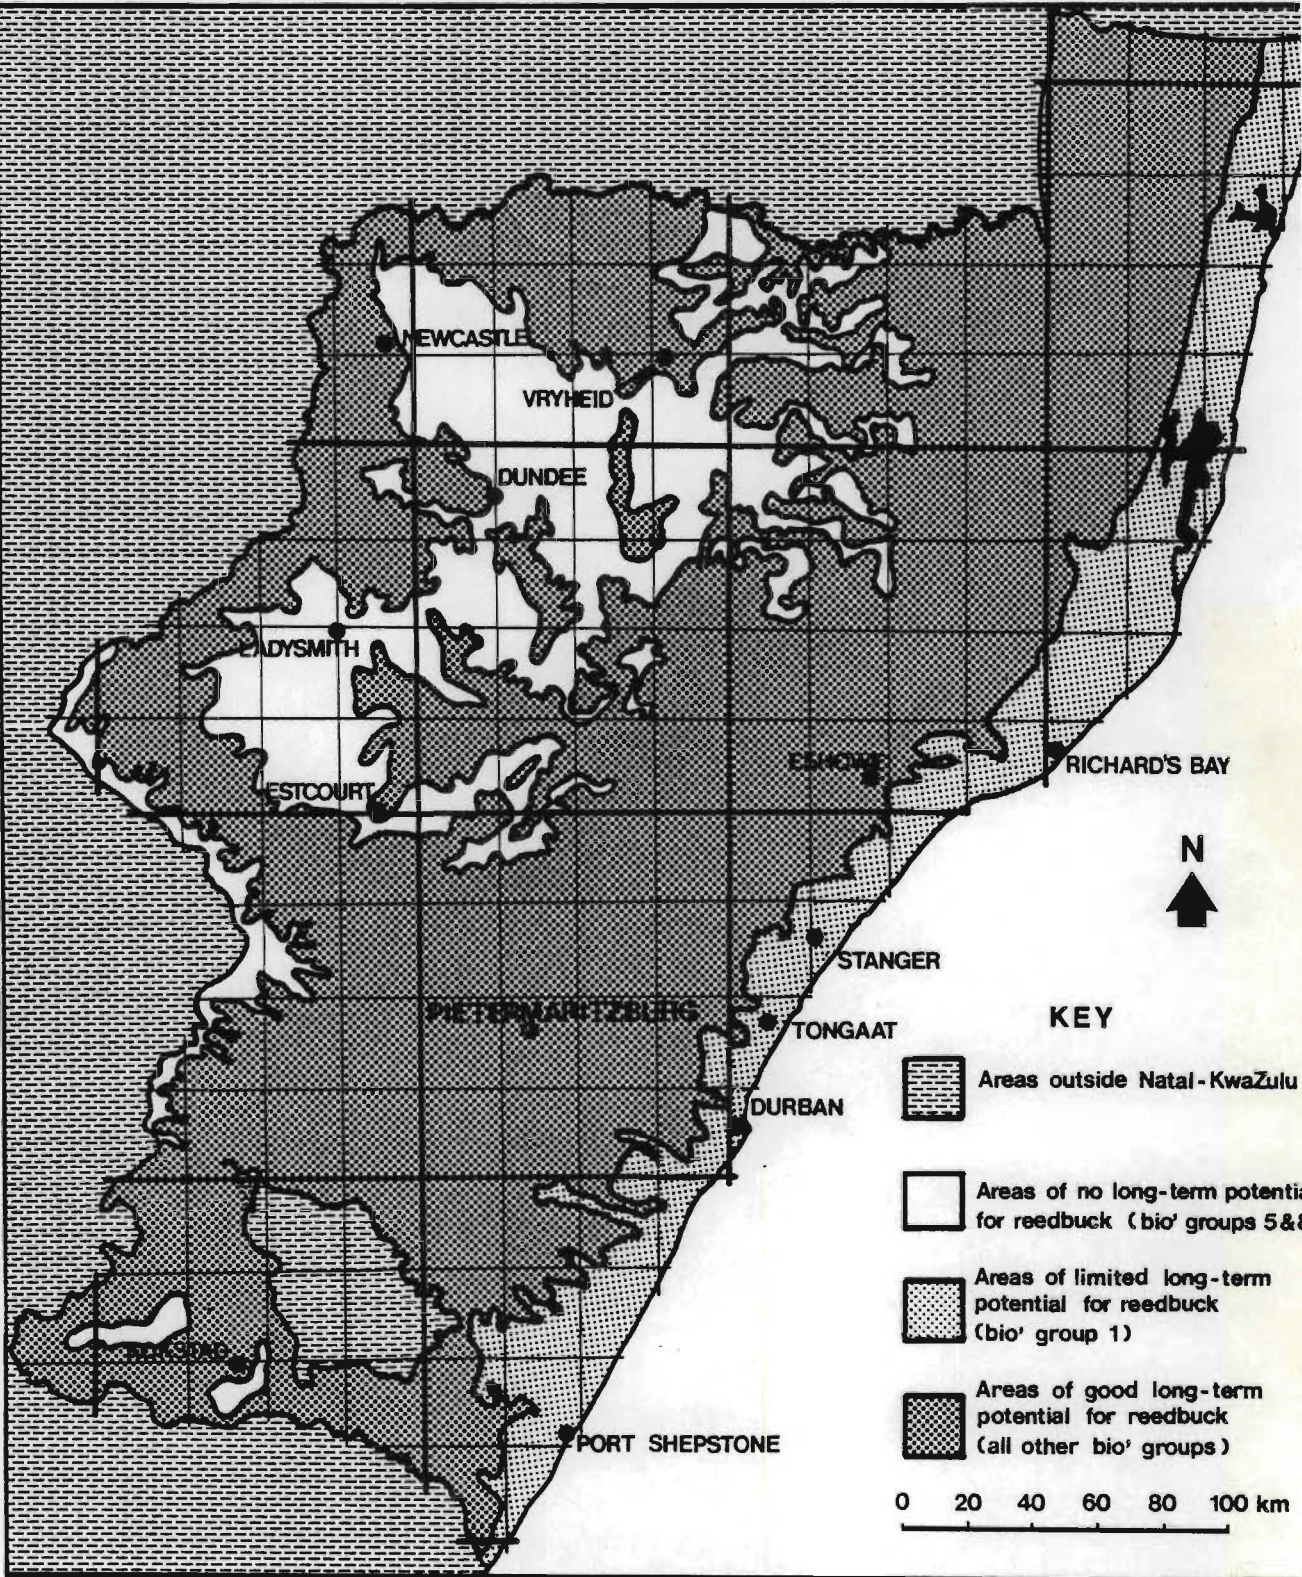 NEWCASTLE
VRYHEID
DUNDEE
LADYSMITH
ESTCOURT
ESHOWE
RICHARD'S BAY
N
STANGER
PIETERMARITZBURG
TONGAAT
DURBAN
KOKSTAD
PORT SHEPSTONE
KEY
Areas outside Natal-KwaZulu
Areas of no long-term potentia
for reedbuck (bio' groups 5&8
Areas of limited long-term
potential for reedbuck
(bio' group 1)
Areas of good long-term
potential for reedbuck
(all other bio' groups)
0 20 40 60 80 100 km